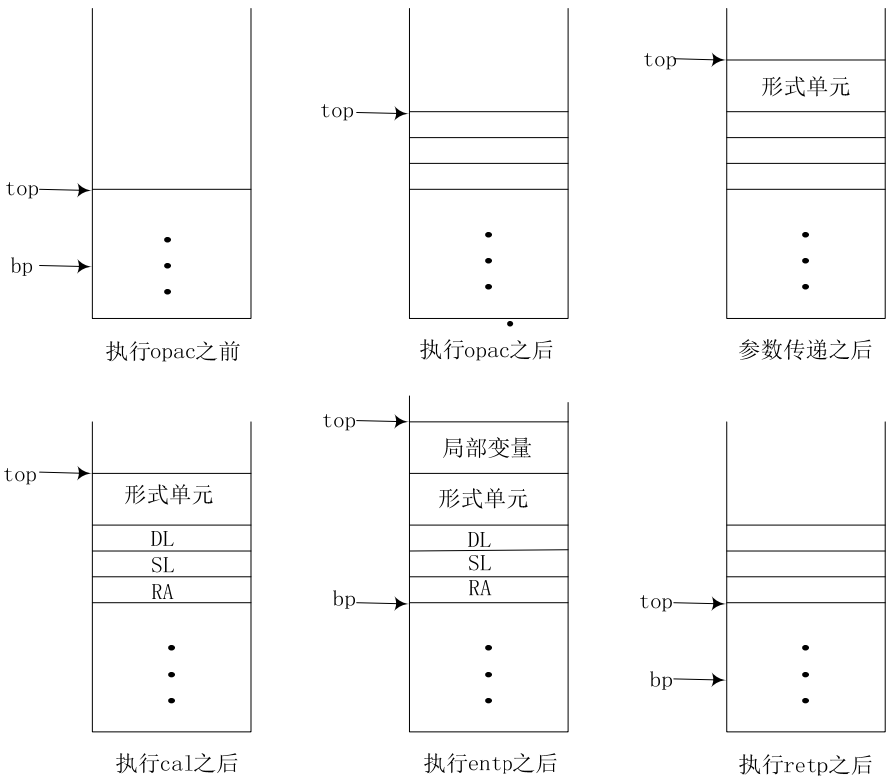 top
bp
执行opac之前
top
执行opac之后
top
形式单元
参数传递之后
top
形式单元
DL
SL
RA
执行cal之后
top
局部变量
形式单元
DL
SL
RA
bp
执行entp之后
top
bp
执行retp之后